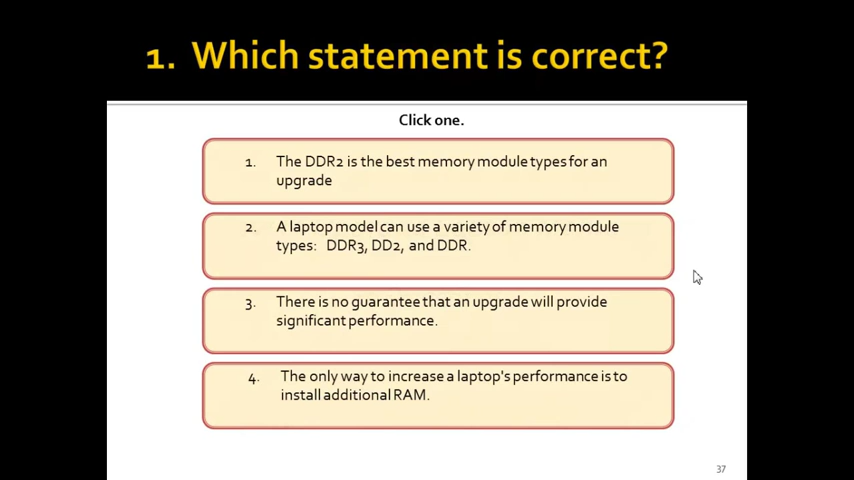 1. Which statement is correct?
Click one.
1. The DDR2 is the best memory module types for an
upgrade
2. A laptop model can use a variety of memory module
types: DDR3, DD2, and DDR.
3. There is no guarantee that an upgrade will provide
significant performance.
4. The only way to increase a laptop's performance is to
install additional RAM.
37